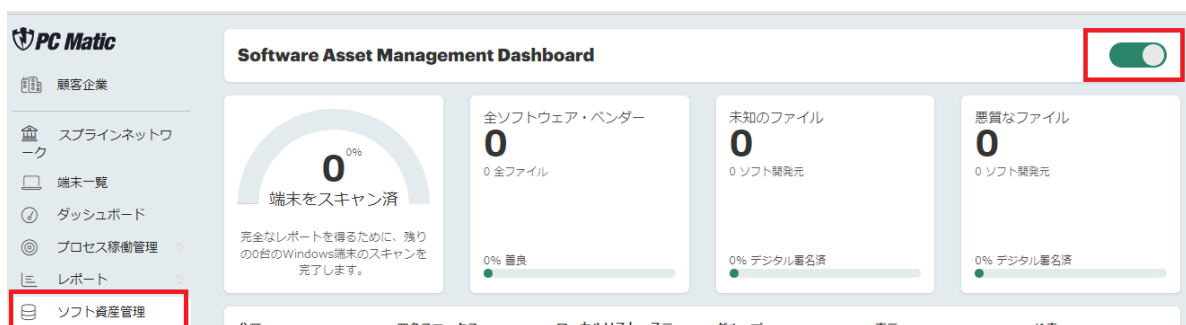 PC Matic
顧客企業
スプラインネットワ
ーク
端末一覧
ダッシュボード
プロセス稼働管理
レポート
ソフト資産管理
Software Asset Management Dashboard
0 0%
端末をスキャン済
完全なレポートを得るために、残り
の0台のWindows端末のスキャンを
完了します。
全ソフトウェア・ベンダー
0
0 全ファイル
0% 善良
未知のファイル
0
0 ソフト開発元
0% デジタル署名済
悪質なファイル
0
0 ソフト開発元
0% デジタル署名済